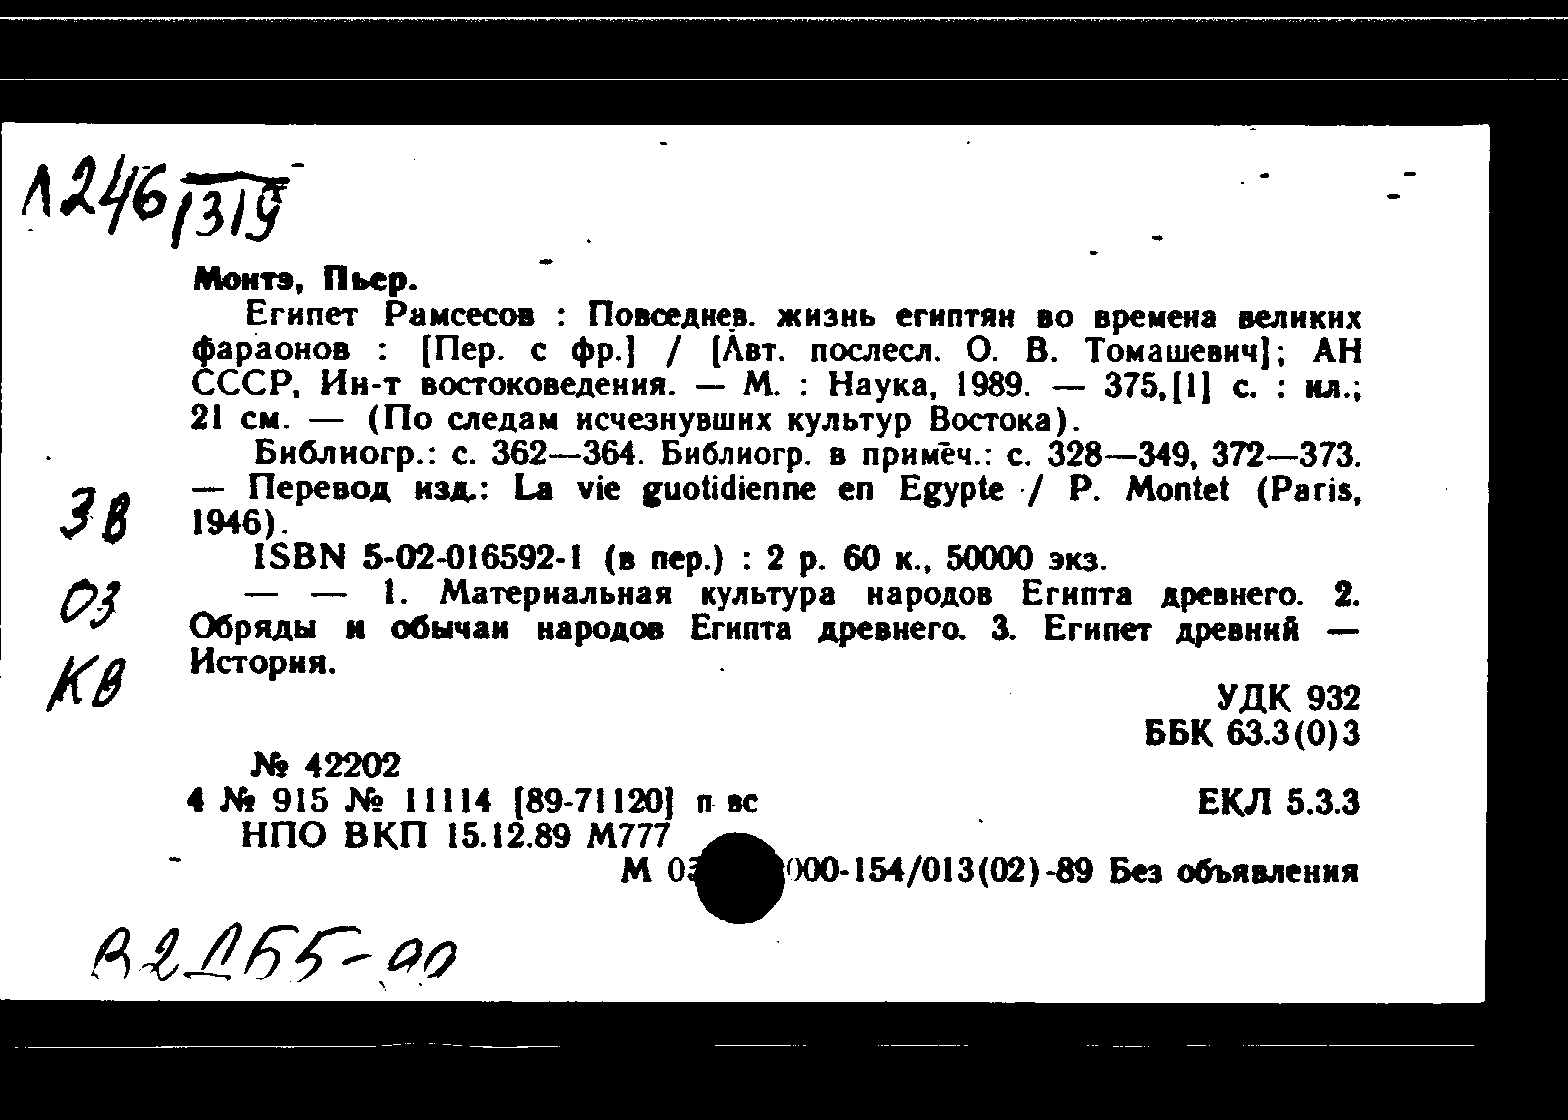 Л246/1319
Монтэ, Пьер.
Египет Рамсесов : Повседнев. жизнь египтян во времена великих
фараонов : [Пер. с фр.] / [Авт. послесл. О. В. Томашевич]; АН
СССР, Ин-т востоковедения. — М. : Наука, 1989. — 375,[1] с. : ил.;
21 см. — (По следам исчезнувших культур Востока).
Библиогр.: с. 362—364. Библиогр. в примеч.: с. 328—349, 372—373.
— Перевод изд.: La vie guotidienne en Egypte / P. Montet (Paris,
1946).
ЗВ
ISBN 5-02-016592-1 (в пер.) : 2 р. 60 к., 50000 экз.
ОЗ
— — 1. Материальная культура народов Египта древнего. 2.
Обряды и обычаи народов Египта древнего. 3. Египет древний —
История.
КВ
УДК 932
ББК 63.3(0)3
№ 42202
4 № 915 № 11114 [89-71120] п вс
ЕКЛ 5.3.3
НПО ВКП 15.12.89 М777
М 000-154/013(02)-89 Без объявления